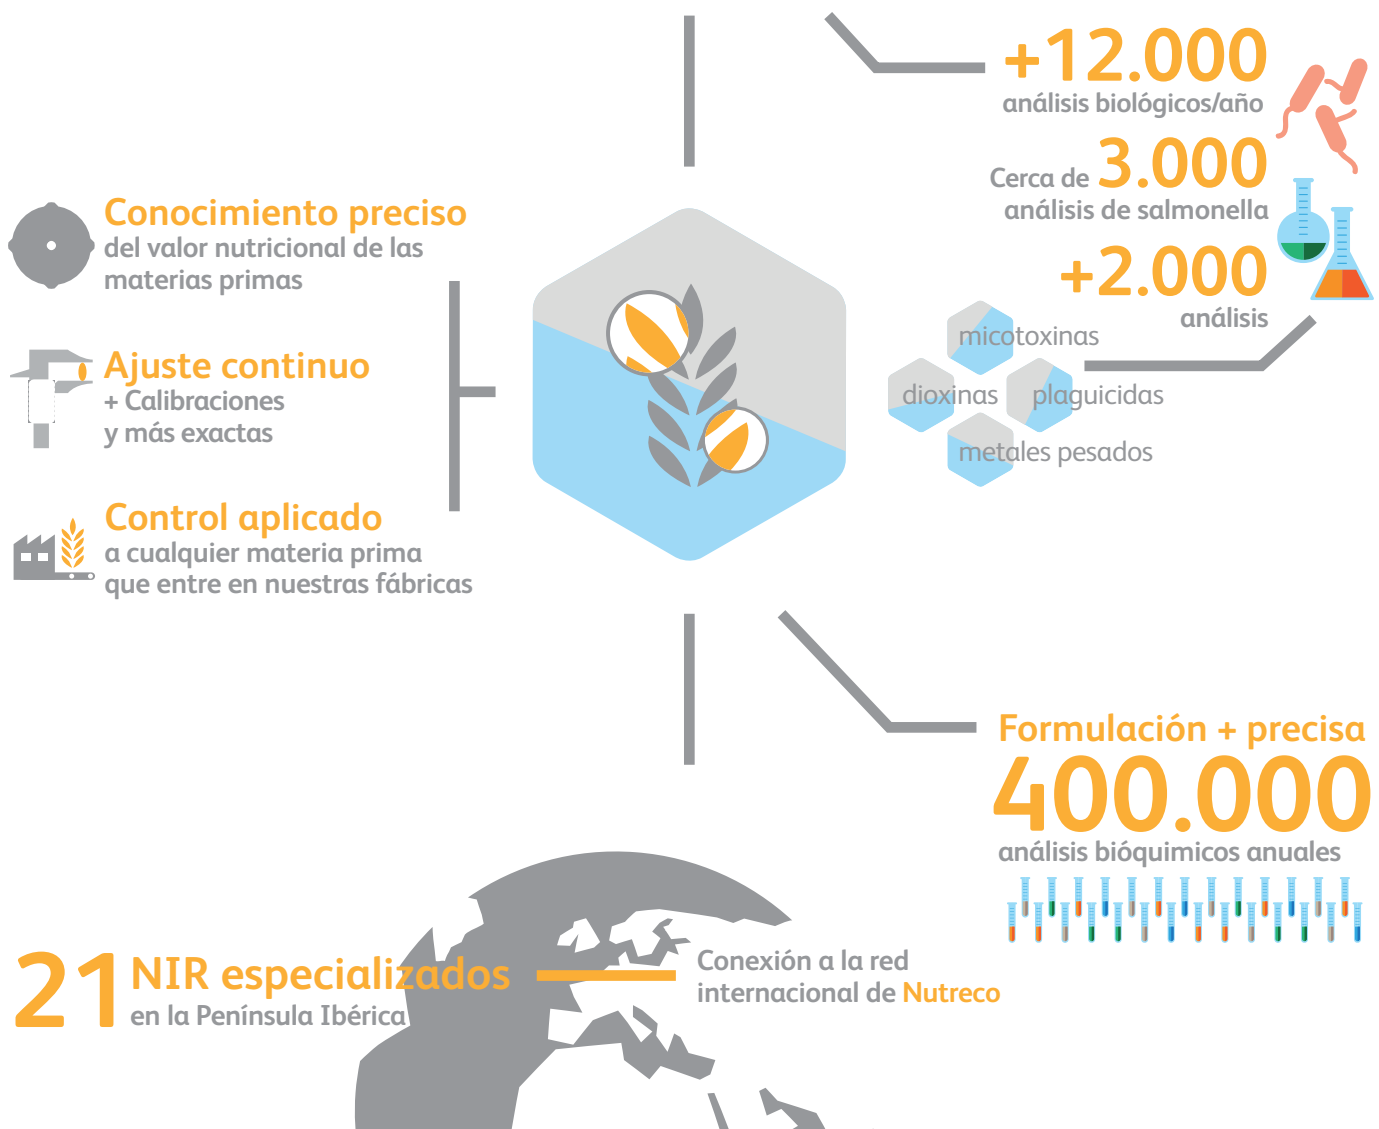 +12.000
análisis biológicos/año
Cerca de 3.000
análisis de salmonella
+2.000
análisis
micotoxinas
dioxinas
plaguicidas
metales pesados
Conocimiento preciso
del valor nutricional de las
materias primas
Ajuste continuo
+ Calibraciones
y más exactas
Control aplicado
a cualquier materia prima
que entre en nuestras fábricas
Formulación + precisa
400.000
análisis bióquimicos anuales
21 NIR especializados
en la Península Ibérica
Conexión a la red
internacional de Nutreco